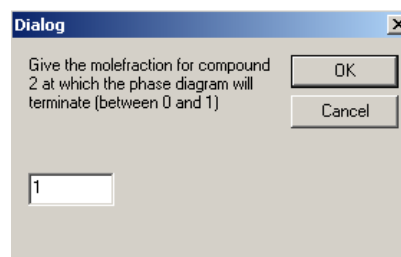 Dialog
Give the molefraction for compound
2 at which the phase diagram will
terminate (between 0 and 1)
OK
Cancel
1